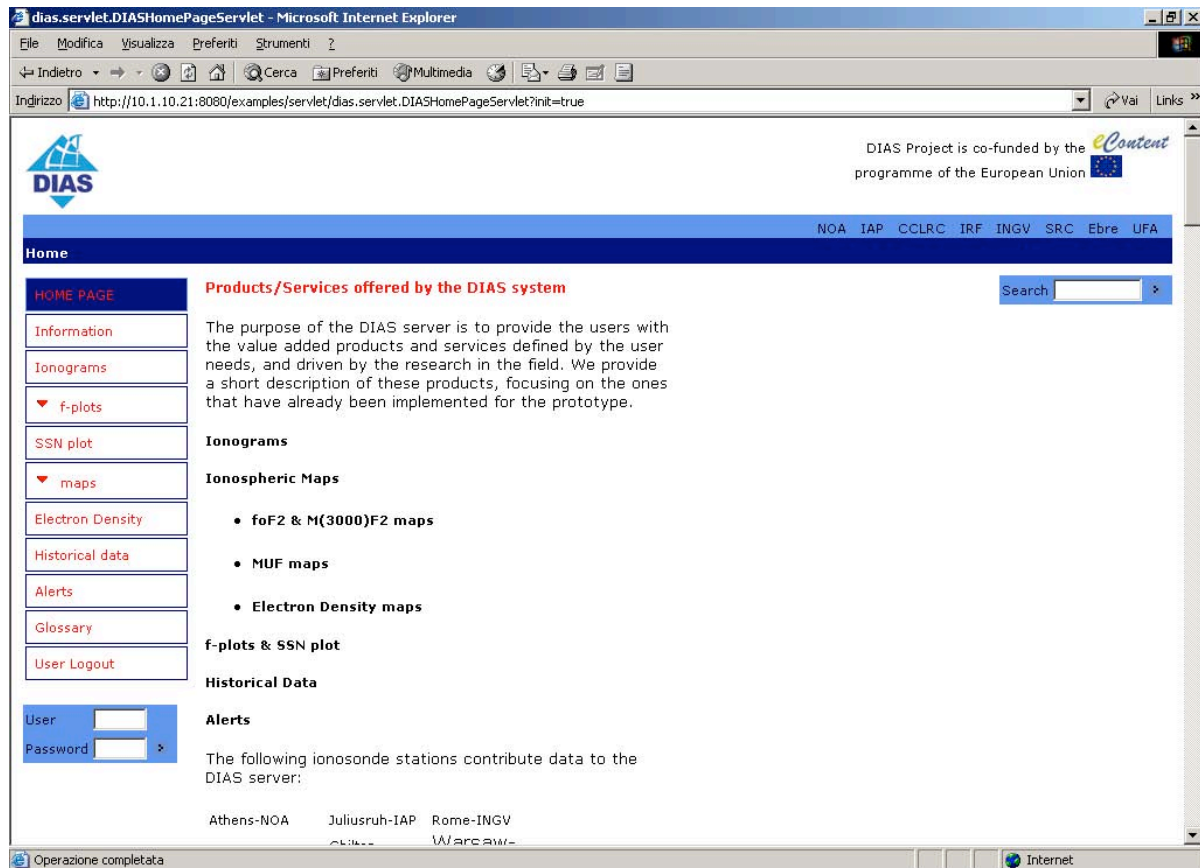 dias.servlet.DIASHomePageServlet - Microsoft Internet Explorer
File Modifica Visualizza Preferiti Strumenti ?
Indietro Cerca Preferiti Multimedia
Indirizzo http://10.1.10.21:8080/examples/servlet/dias.servlet.DIASHomePageServlet?init=true Vai Links »
DIAS
DIAS Project is co-funded by the eContent
programme of the European Union
NOA IAP CCLRC IRF INGV SRC Ebre UFA
Home
HOME PAGE
Information
Ionograms
f-plots
SSN plot
maps
Electron Density
Historical data
Alerts
Glossary
User Logout
User
Password
Products/Services offered by the DIAS system
The purpose of the DIAS server is to provide the users with
the value added products and services defined by the user
needs, and driven by the research in the field. We provide
a short description of these products, focusing on the ones
that have already been implemented for the prototype.
Ionograms
Ionospheric Maps
• foF2 & M(3000)F2 maps
• MUF maps
• Electron Density maps
f-plots & SSN plot
Historical Data
Alerts
The following ionosonde stations contribute data to the
DIAS server:
Athens-NOA Juliusruh-IAP Rome-INGV
Warsaw-
Search
Operazione completata
Internet